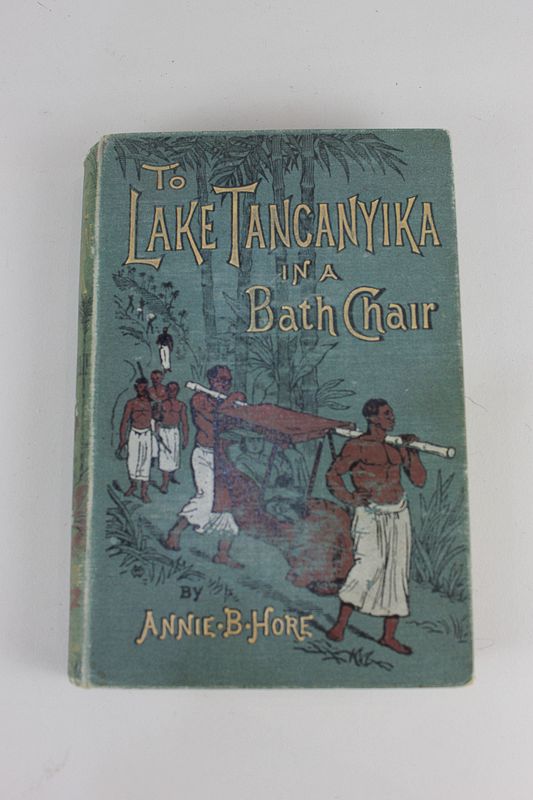 To
LAKE TANGANYIKA
IN A
Bath Chair
BY
ANNIE·B·HORE